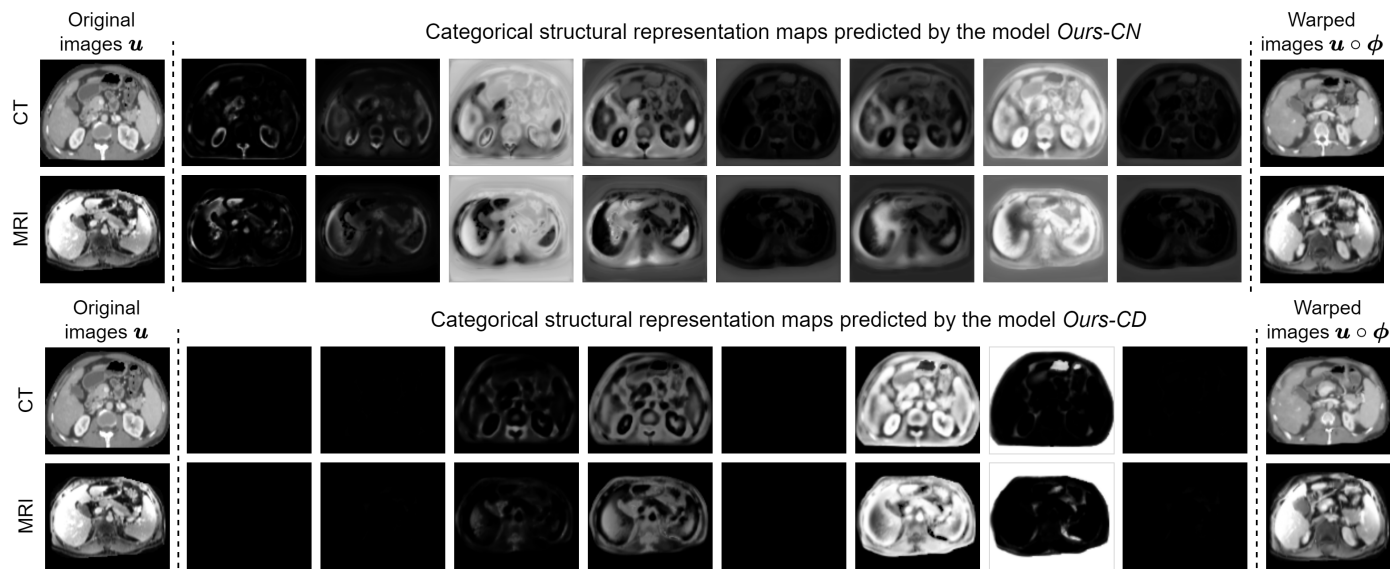 Original
images u
Categorical structural representation maps predicted by the model Ours-CN
Warped
images u ∘ ϕ
CT
MRI
Original
images u
Categorical structural representation maps predicted by the model Ours-CD
Warped
images u ∘ ϕ
CT
MRI